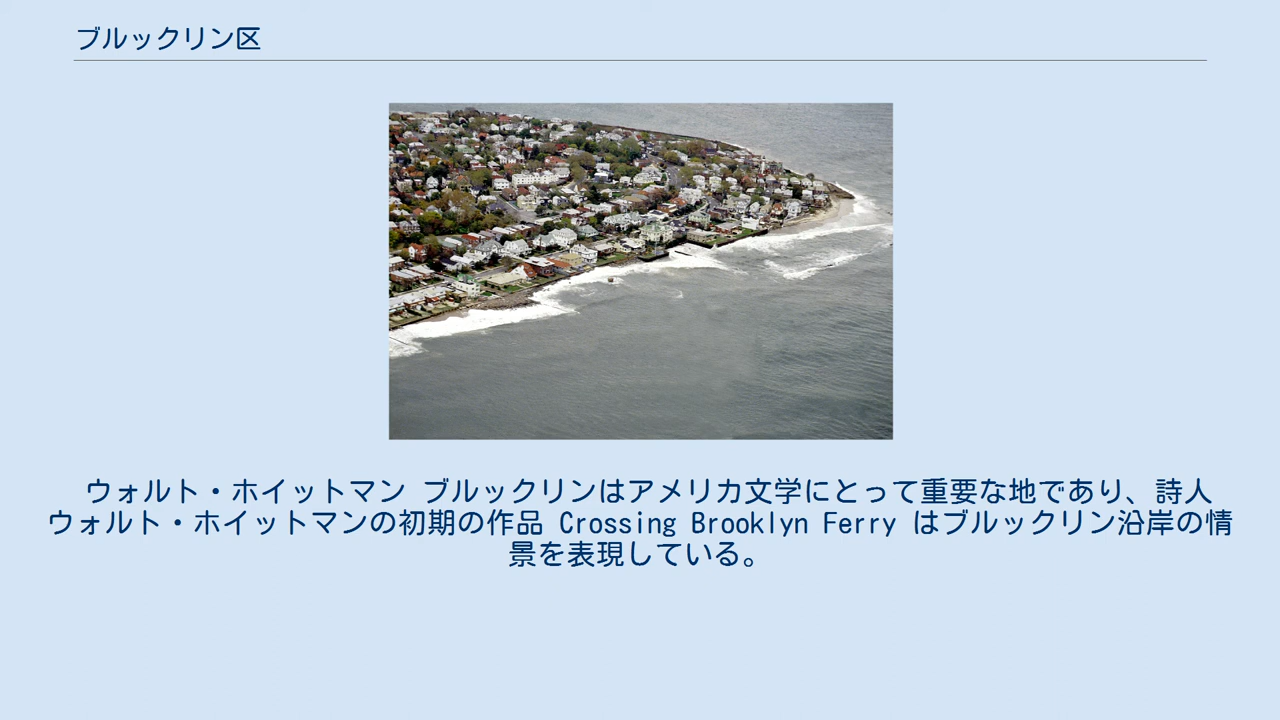 ブルックリン区
ウォルト・ホイットマン ブルックリンはアメリカ文学にとって重要な地であり、詩人
ウォルト・ホイットマンの初期の作品 Crossing Brooklyn Ferry はブルックリン沿岸の情
景を表現している。